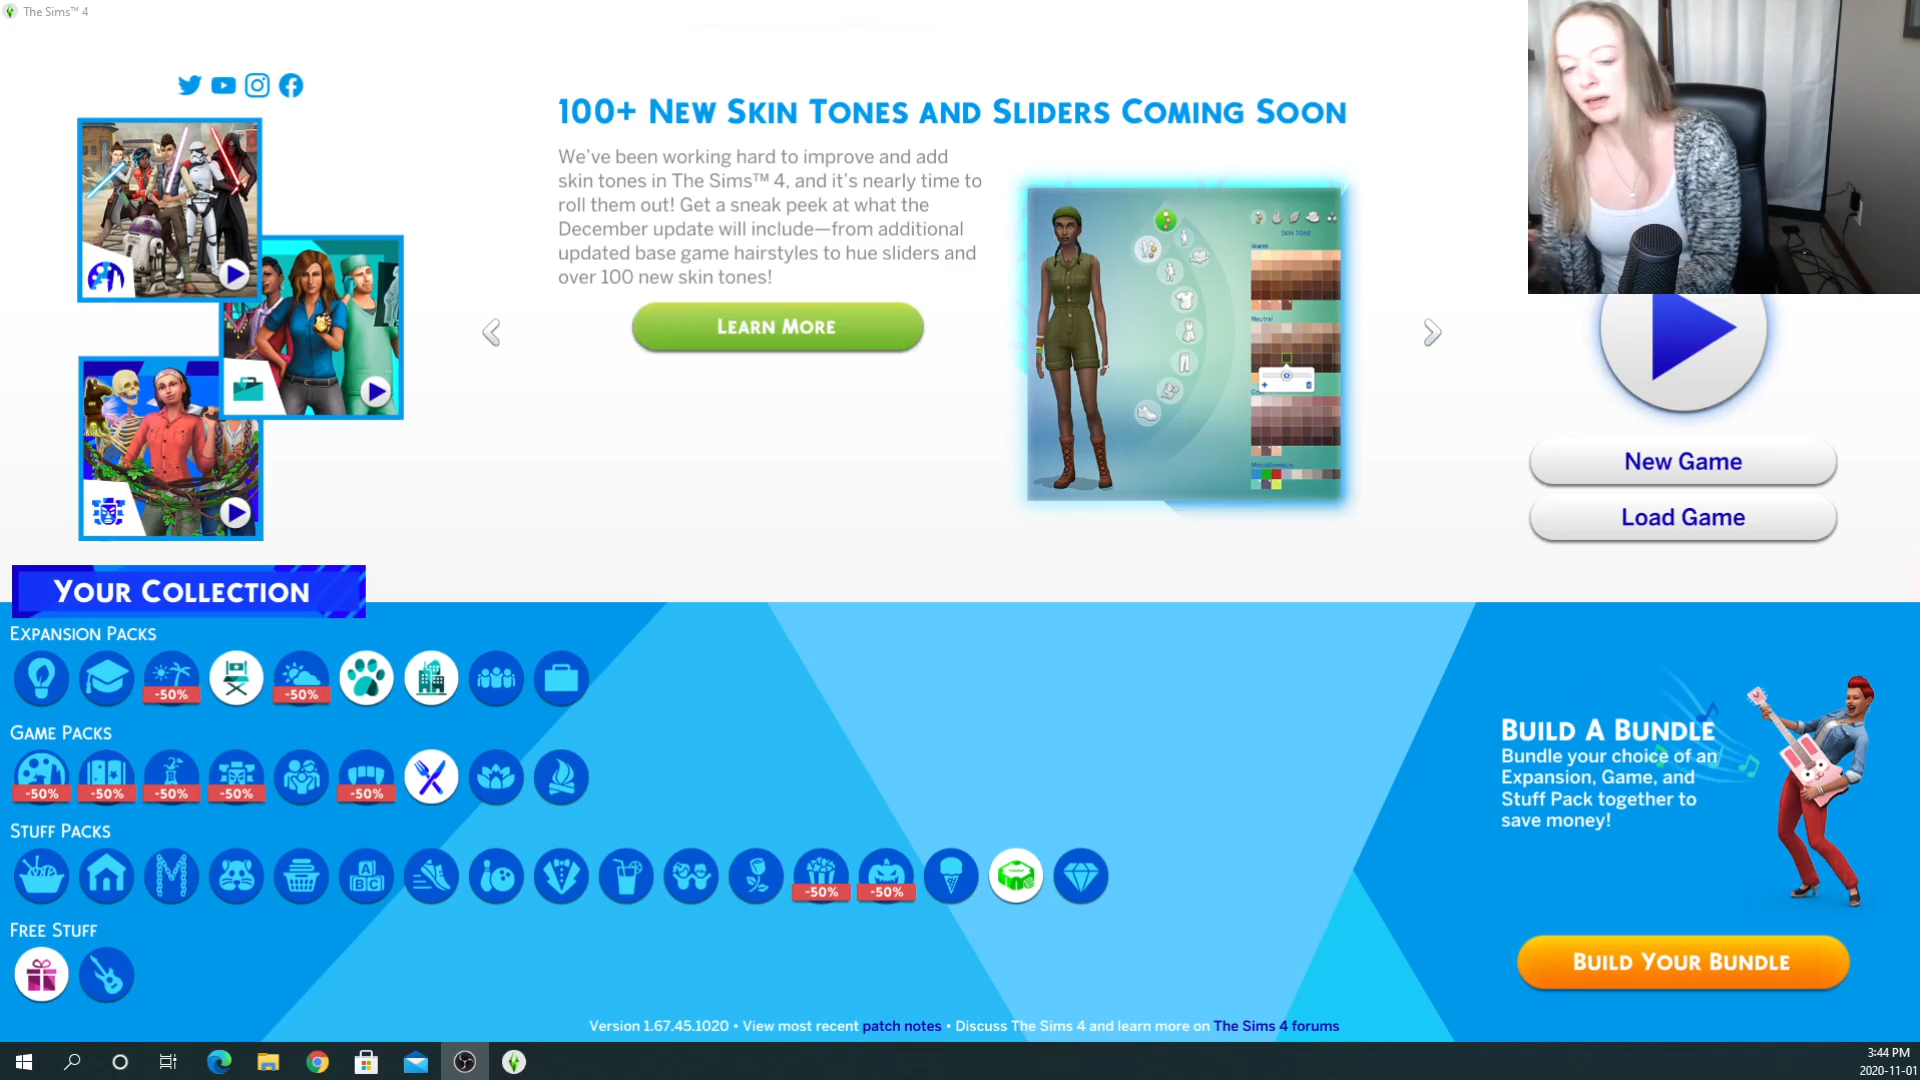 The Sims™ 4
100+ New Skin Tones and Sliders Coming Soon
We've been working hard to improve and add
skin tones in The Sims™ 4, and it's nearly time to
roll them out! Get a sneak peek at what the
December update will include—from additional
updated base game hairstyles to hue sliders and
over 100 new skin tones!
Learn More
Skin Tone
Warm
Neutral
Miscellaneous
New Game
Load Game
Your Collection
Expansion Packs
-50%
-50%
Game Packs
-50%
-50%
-50%
-50%
-50%
Stuff Packs
ABC
-50%
-50%
Free Stuff
Build A Bundle
Bundle your choice of an
Expansion, Game, and
Stuff Pack together to
save money!
Build Your Bundle
Version 1.67.45.1020 • View most recent patch notes • Discuss The Sims 4 and learn more on The Sims 4 forums
3:44 PM
2020-11-01